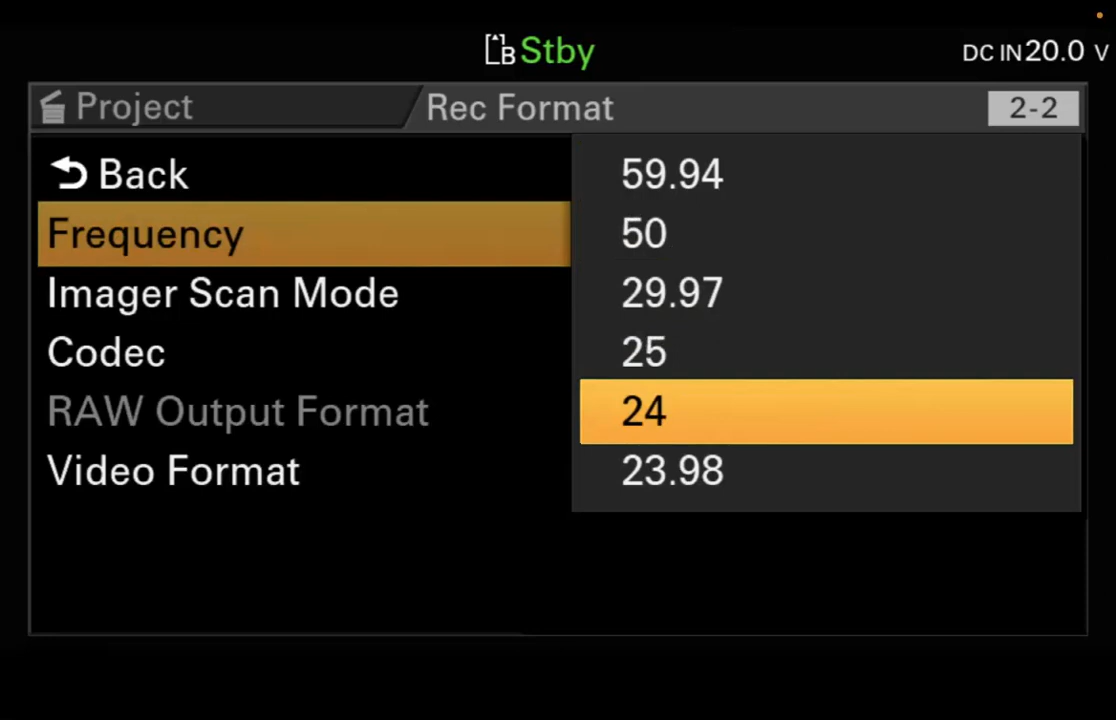 B Stby
DC IN 20.0 V
Project
Rec Format
2-2
Back
59.94
Frequency
50
Imager Scan Mode
29.97
Codec
25
RAW Output Format
24
Video Format
23.98